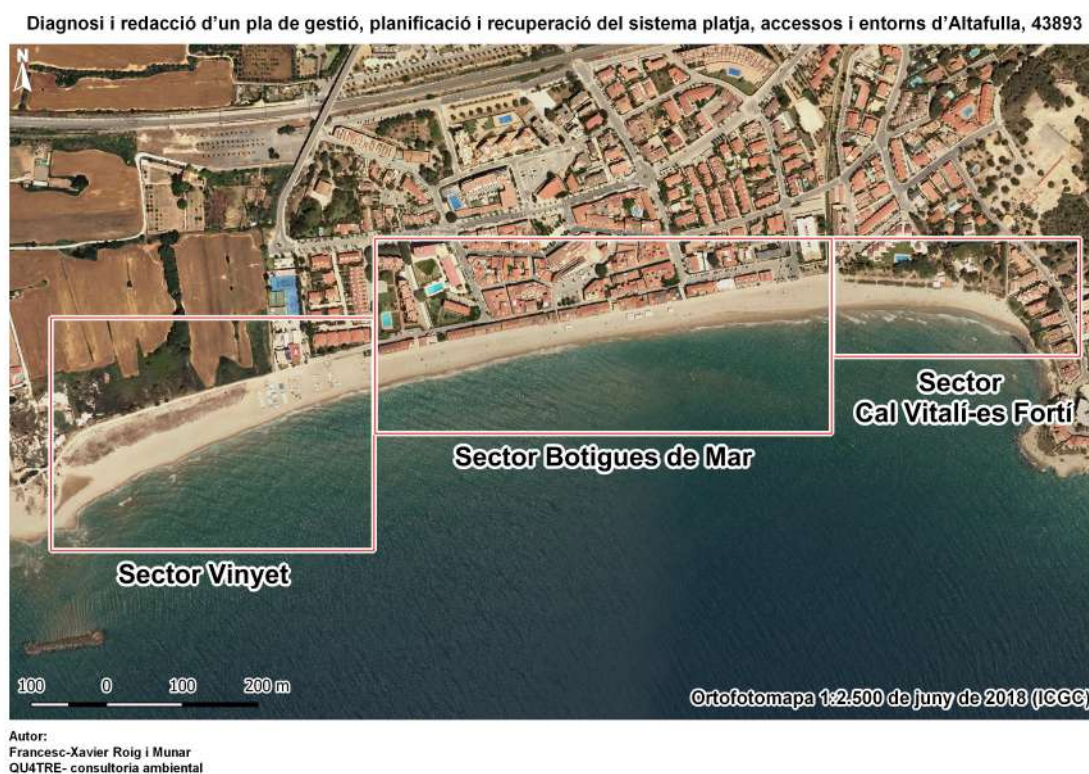 Diagnosi i redacció d'un pla de gestió, planificació i recuperació del sistema platja, accessos i entorns d'Altafulla, 43893
N
Sector
Cal Vitalí-es Fortí
Sector Botigues de Mar
Sector Vinyet
100 0 100 200 m
Ortofotomapa 1:2.500 de juny de 2018 (ICGC)
Autor:
Francesc-Xavier Roig i Munar
QU4TRE- consultoria ambiental